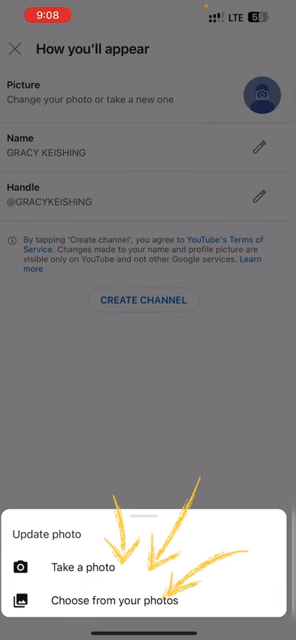 9:08
LTE
How you'll appear
Picture
Change your photo or take a new one
Name
GRACY KEISHING
Handle
@GRACYKEISHING
By tapping 'Create channel', you agree to YouTube's Terms of
Service. Changes made to your name and profile picture are
visible only on YouTube and not other Google services. Learn
more
CREATE CHANNEL
Update photo
Take a photo
Choose from your photos